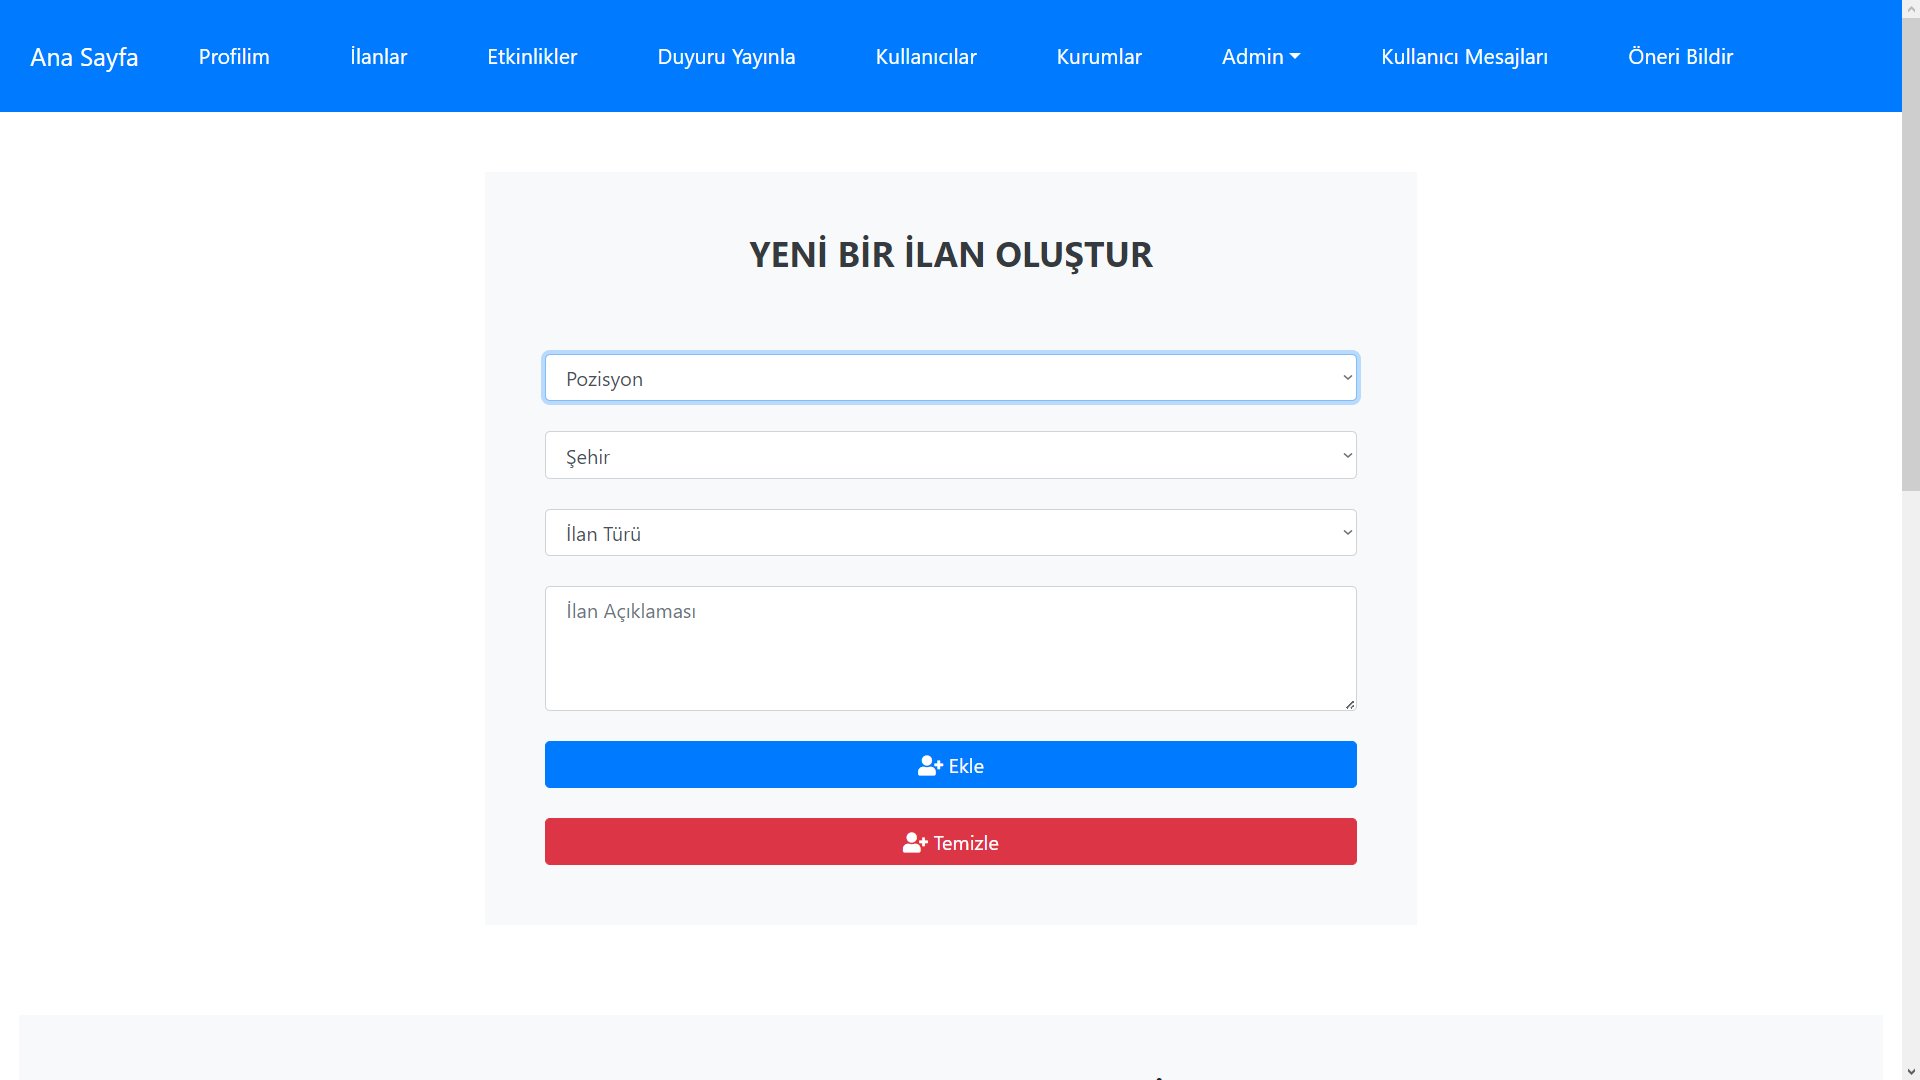 Ana Sayfa Profilim İlanlar Etkinlikler Duyuru Yayınla Kullanıcılar Kurumlar Admin Kullanıcı Mesajları Öneri Bildir
YENİ BİR İLAN OLUŞTUR
Pozisyon
Şehir
İlan Türü
İlan Açıklaması
Ekle
Temizle